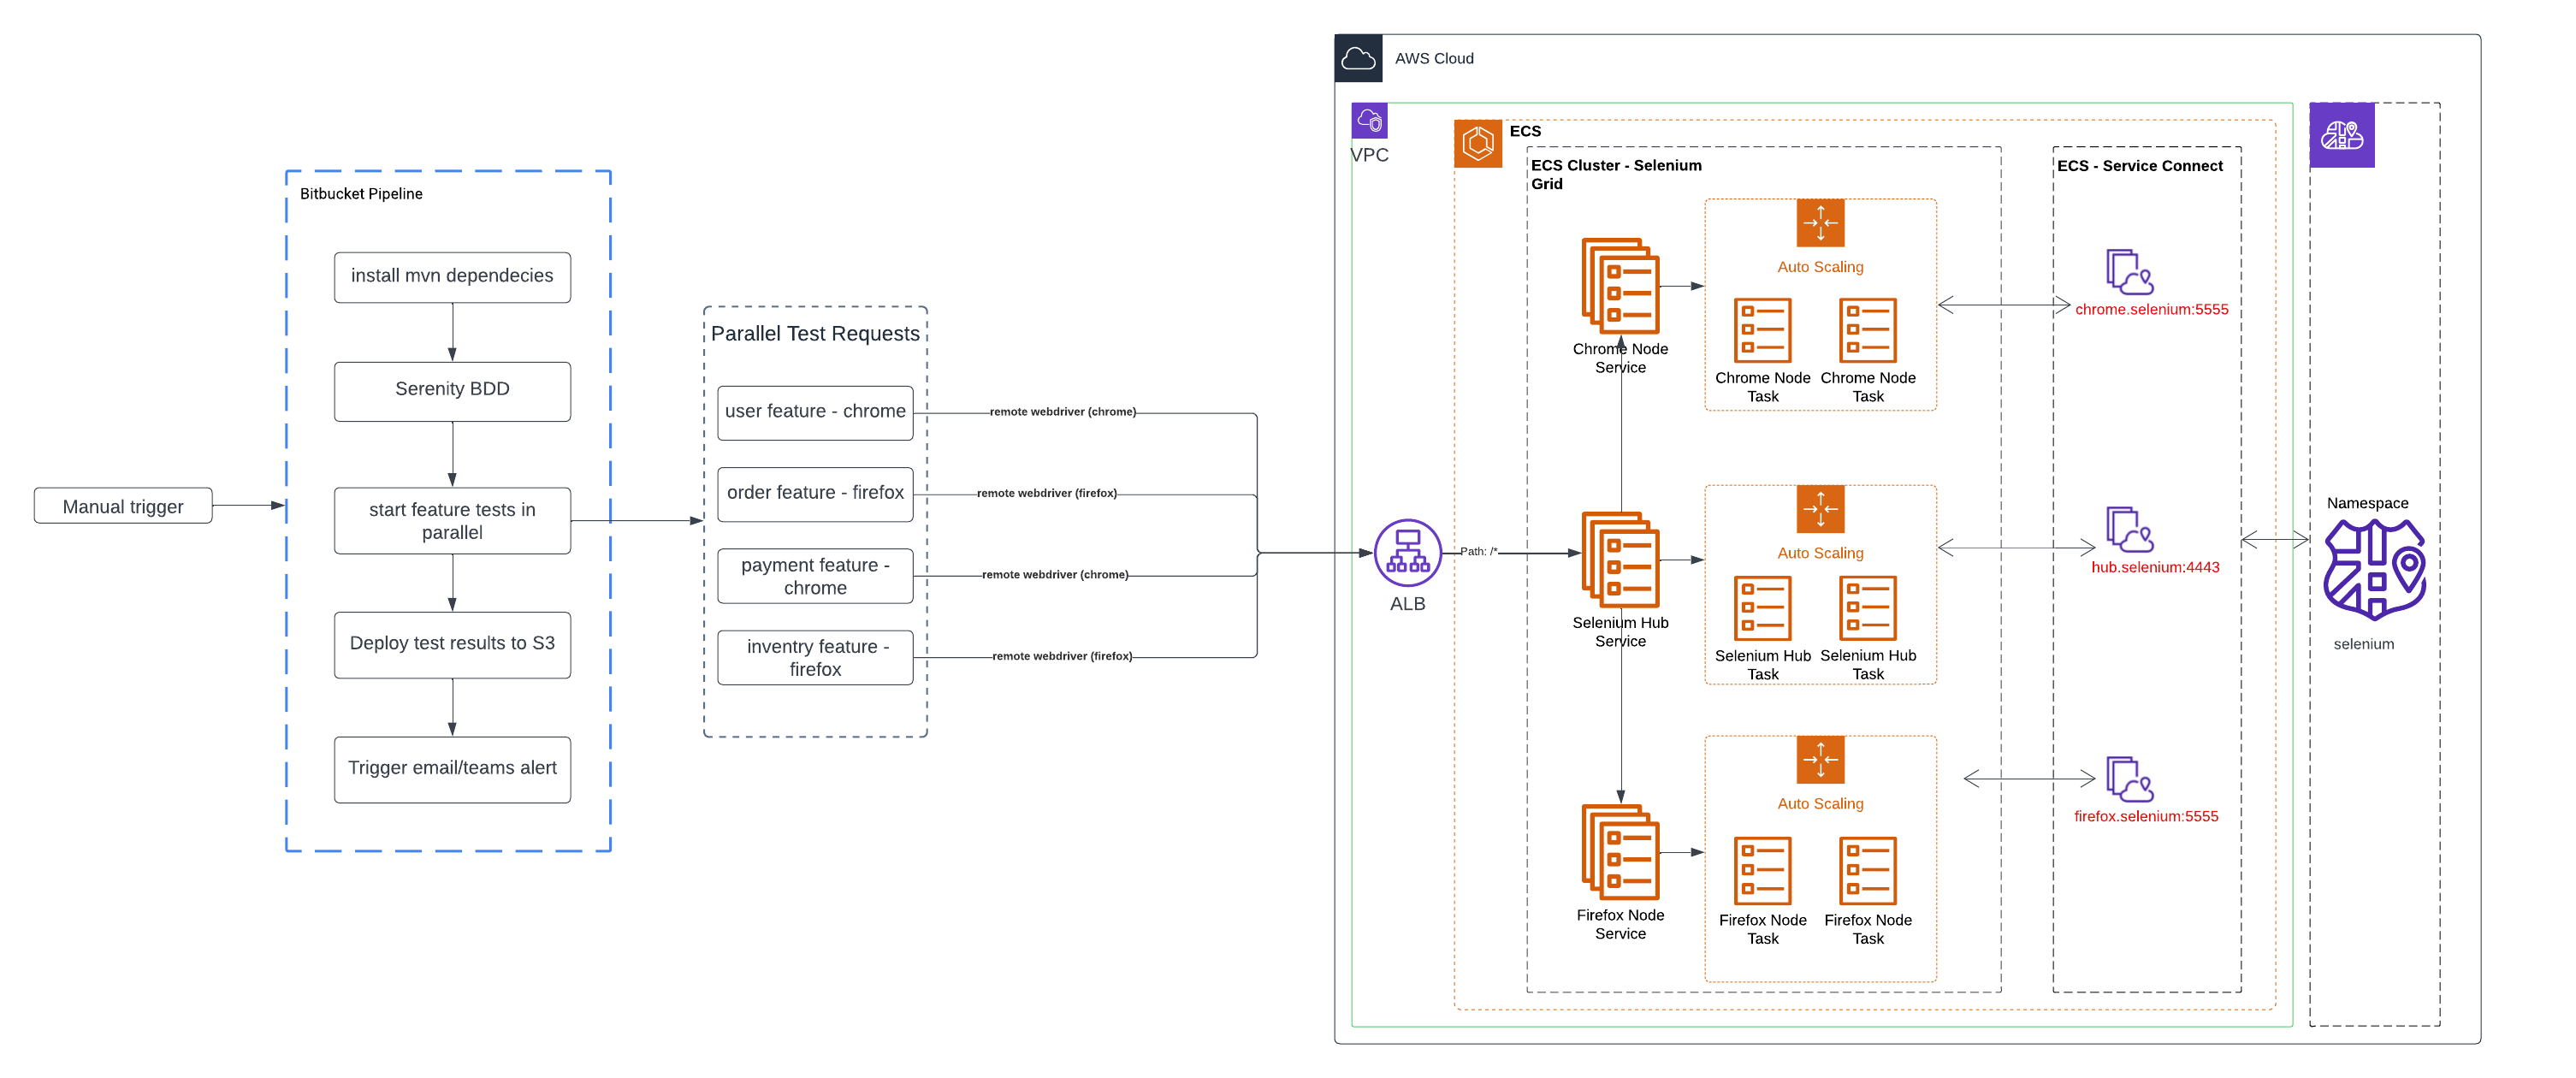 Manual trigger
Bitbucket Pipeline
install mvn dependecies
Serenity BDD
start feature tests in
parallel
Deploy test results to S3
Trigger email/teams alert
Parallel Test Requests
user feature - chrome
order feature - firefox
payment feature -
chrome
inventry feature -
firefox
remote webdriver (chrome)
remote webdriver (firefox)
remote webdriver (chrome)
remote webdriver (firefox)
AWS Cloud
VPC
ALB
Path: /*
ECS
ECS Cluster - Selenium
Grid
Chrome Node
Service
Auto Scaling
Chrome Node
Task
Chrome Node
Task
Selenium Hub
Service
Auto Scaling
Selenium Hub
Task
Selenium Hub
Task
Firefox Node
Service
Auto Scaling
Firefox Node
Task
Firefox Node
Task
ECS - Service Connect
chrome.selenium:5555
hub.selenium:4443
firefox.selenium:5555
Namespace
selenium